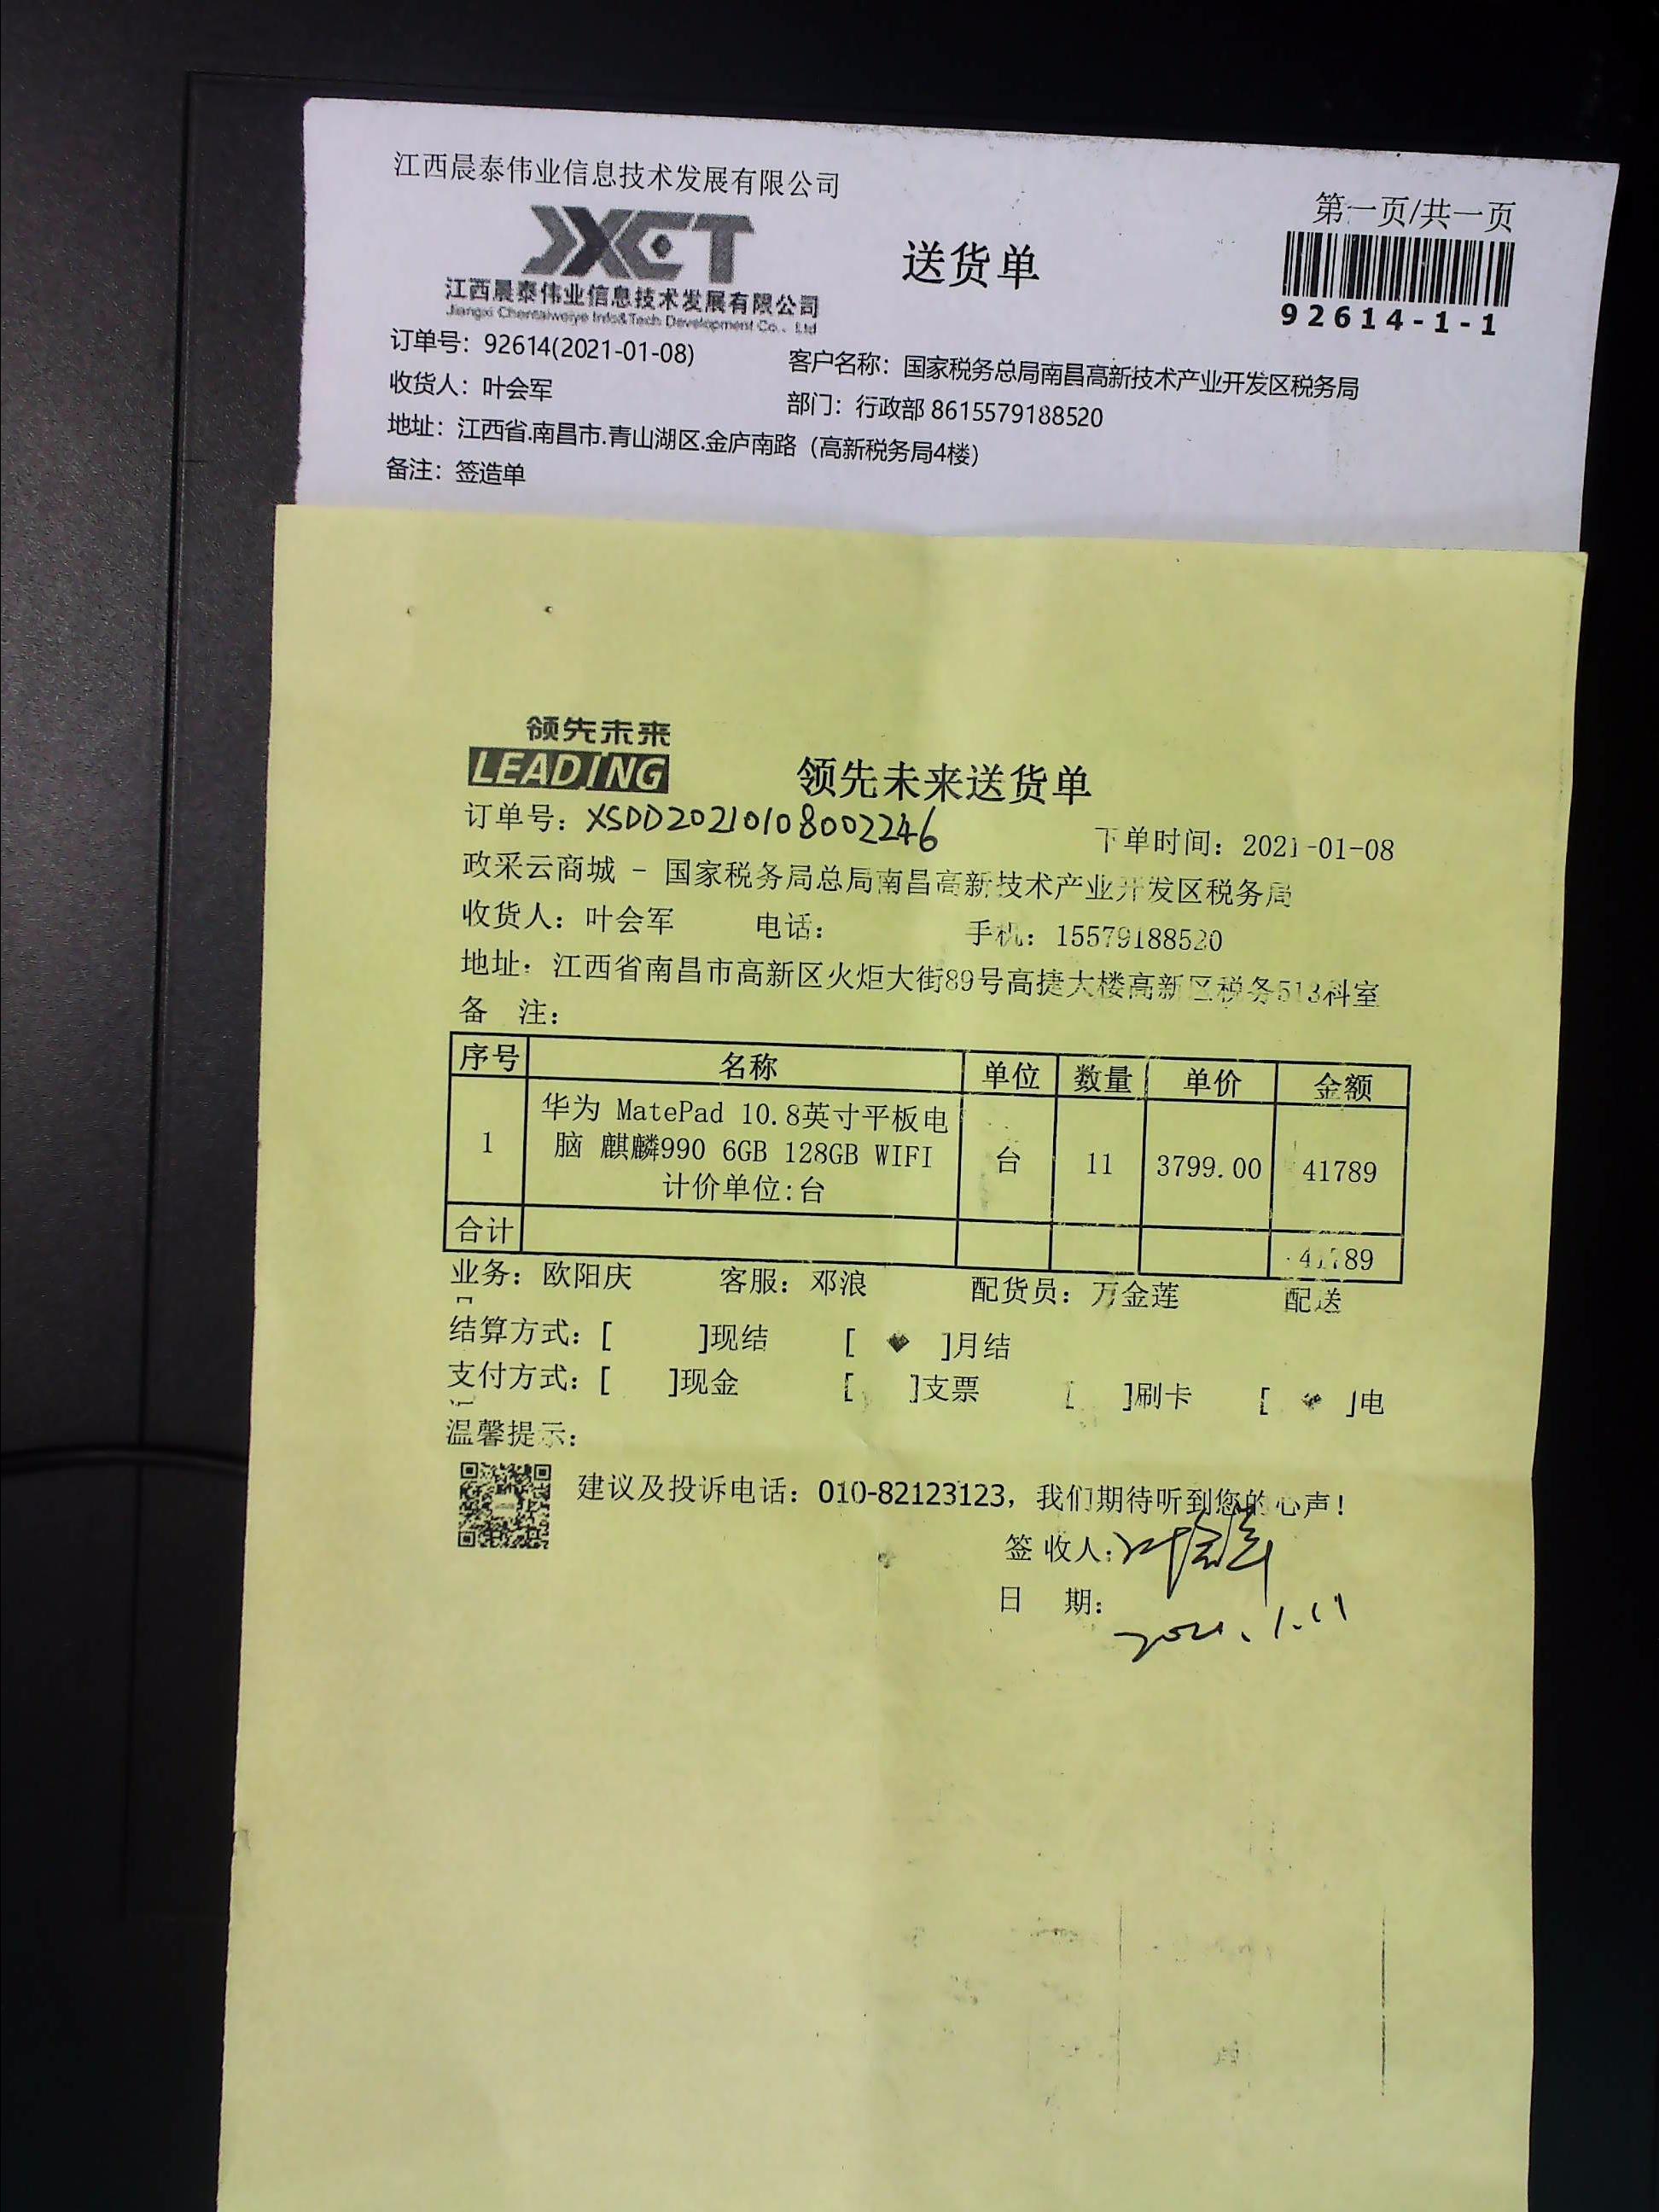 江西晨泰伟业信息技术发展有限公司
第一页/共一页
JXCT
送货单
江西晨泰伟业信息技术发展有限公司
Jiangxi Chentaiweiye Info&Tech Development Co., Ltd
92614-1-1
订单号：92614(2021-01-08)
客户名称：国家税务总局南昌高新技术产业开发区税务局
收货人：叶会军
部门：行政部 8615579188520
地址：江西省.南昌市.青山湖区.金庐南路（高新税务局4楼）
备注：签造单
领先未来
LEADING
领先未来送货单
订单号：XSDD20210108002246
下单时间：2021-01-08
政采云商城 - 国家税务局总局南昌高新技术产业开发区税务局
收货人：叶会军 电话： 手机：15579188520
地址：江西省南昌市高新区火炬大街89号高捷大楼高新区税务513科室
备 注：
序号 名称 单位 数量 单价 金额
1 华为 MatePad 10.8英寸平板电 台 11 3799.00 41789
脑 麒麟990 6GB 128GB WIFI
计价单位:台
合计 41789
业务：欧阳庆 客服：邓浪 配货员：万金莲 配送
结算方式：[ ]现结 [ ◆ ]月结
支付方式：[ ]现金 [ ]支票 [ ]刷卡 [ ◆ ]电
温馨提示：
建议及投诉电话：010-82123123，我们期待听到您的心声！
签 收人：叶会军
日 期：
2021.1.11